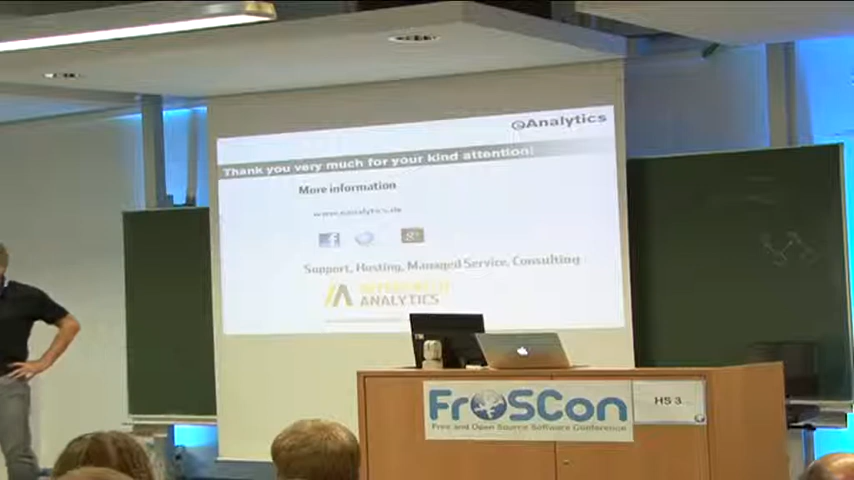 @Analytics
Thank you very much for your kind attention!
More information
Support, Hosting, Managed Service, Consulting
ANALYTICS
FrOSCon
Free and Open Source Software Conference
HS 3